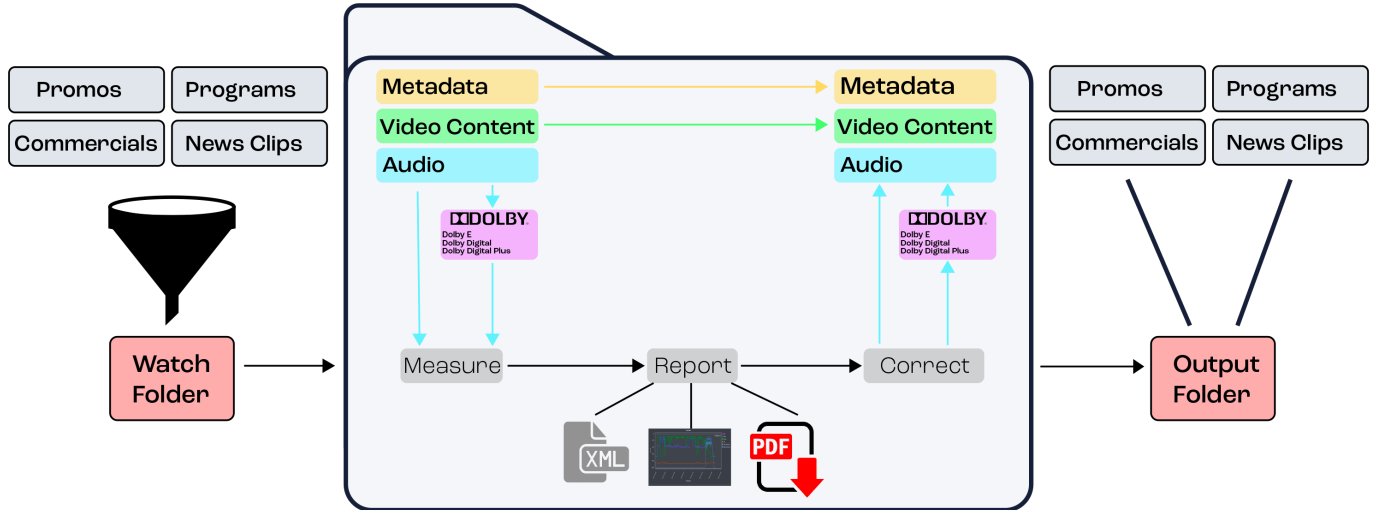 Promos
Programs
Commercials
News Clips
Watch
Folder
Metadata
Video Content
Audio
DOLBY
Dolby E
Dolby Digital
Dolby Digital Plus
Metadata
Video Content
Audio
DOLBY
Dolby E
Dolby Digital
Dolby Digital Plus
Measure
Report
Correct
XML
PDF
Promos
Programs
Commercials
News Clips
Output
Folder